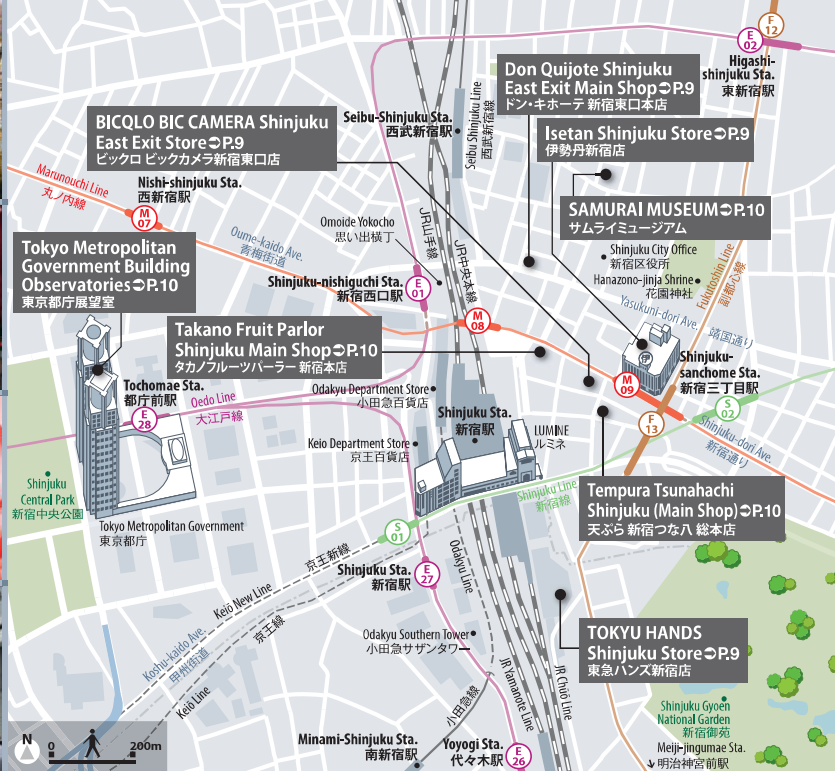 E
02
F
12
Higashi-
shinjuku Sta.
東新宿駅
Don Quijote Shinjuku
East Exit Main Shop➲P.9
ドン・キホーテ 新宿東口本店
BICQLO BIC CAMERA Shinjuku
East Exit Store➲P.9
ビックロ ビックカメラ新宿東口店
Seibu-Shinjuku Sta.
西武新宿駅
Seibu Shinjuku Line
西武新宿線
Isetan Shinjuku Store➲P.9
伊勢丹新宿店
Marunouchi Line
丸ノ内線
Nishi-shinjuku Sta.
西新宿駅
M
07
SAMURAI MUSEUM➲P.10
サムライミュージアム
Oume-kaido Ave.
青梅街道
Omoide Yokocho
思い出横丁
JR山手線
JR中央本線
Shinjuku City Office
新宿区役所
Hanazono-jinja Shrine
花園神社
Fukutoshin Line
副都心線
Tokyo Metropolitan
Government Building
Observatories➲P.10
東京都庁展望室
Shinjuku-nishiguchi Sta.
新宿西口駅
E
01
Yasukuni-dori Ave.
靖国通り
M
08
Takano Fruit Parlor
Shinjuku Main Shop➲P.10
タカノフルーツパーラー 新宿本店
Shinjuku-
sanchome Sta.
新宿三丁目駅
M
09
Tochomae Sta.
都庁前駅
E
28
Oedo Line
大江戸線
Odakyu Department Store
小田急百貨店
Shinjuku Sta.
新宿駅
LUMINE
ルミネ
S
02
F
13
Shinjuku-dori Ave.
新宿通り
Keio Department Store
京王百貨店
Shinjuku
Central Park
新宿中央公園
Shinjuku Line
新宿線
Tempura Tsunahachi
Shinjuku (Main Shop)➲P.10
天ぷら 新宿つな八 総本店
Tokyo Metropolitan Government
東京都庁
S
01
京王新線
Keiō New Line
Shinjuku Sta.
新宿駅
E
27
Odakyu Line
Koshu-kaido Ave.
甲州街道
京王線
Keiō Line
Odakyu Southern Tower
小田急サザンタワー
TOKYU HANDS
Shinjuku Store➲P.9
東急ハンズ新宿店
小田急線
JR Yamanote Line
JR Chūō Line
Shinjuku Gyoen
National Garden
新宿御苑
N
0
200m
Minami-Shinjuku Sta.
南新宿駅
Yoyogi Sta.
代々木駅
E
26
Meiji-jingumae Sta.
明治神宮前駅